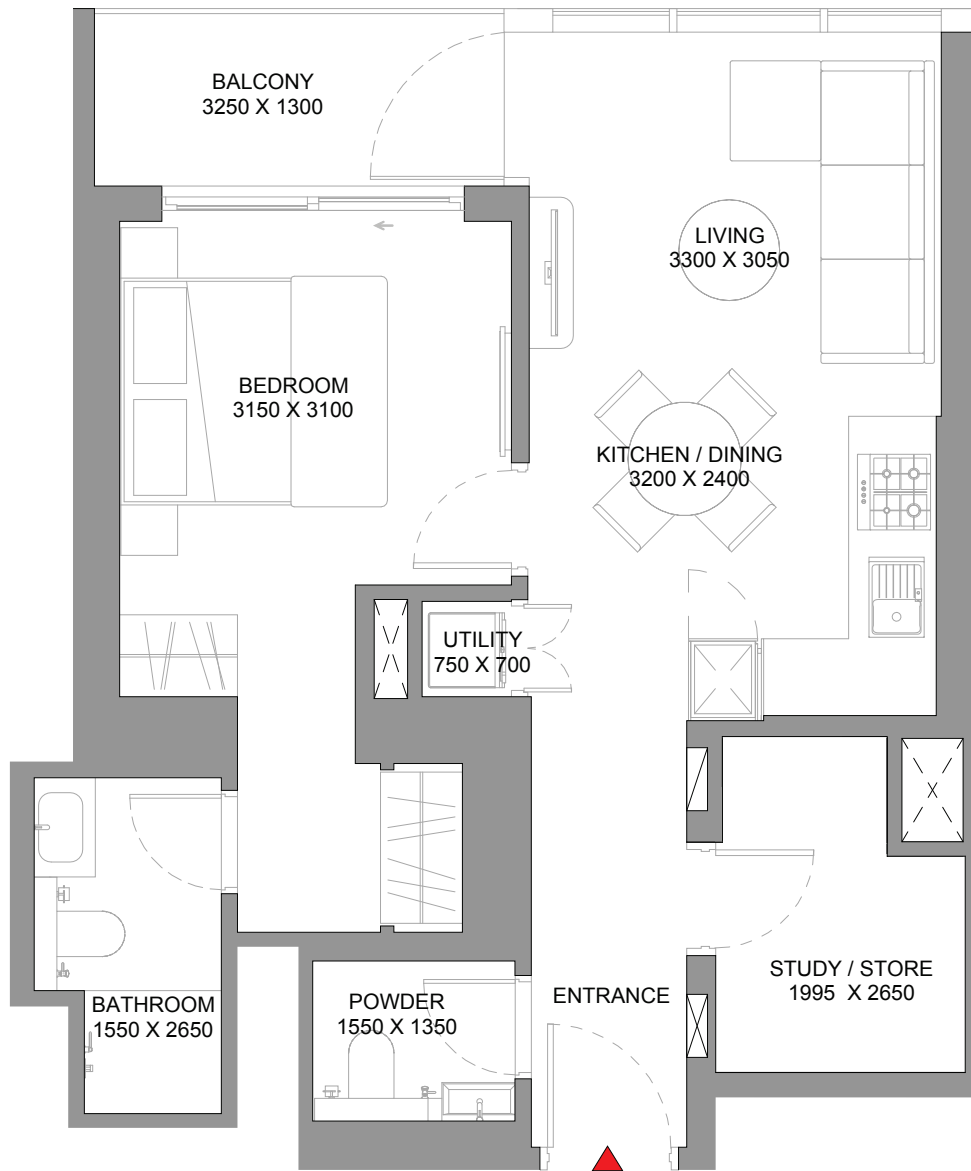 BALCONY
3250 X 1300
LIVING
3300 X 3050
BEDROOM
3150 X 3100
KITCHEN / DINING
3200 X 2400
UTILITY
750 X 700
STUDY / STORE
1995 X 2650
ENTRANCE
BATHROOM
1550 X 2650
POWDER
1550 X 1350